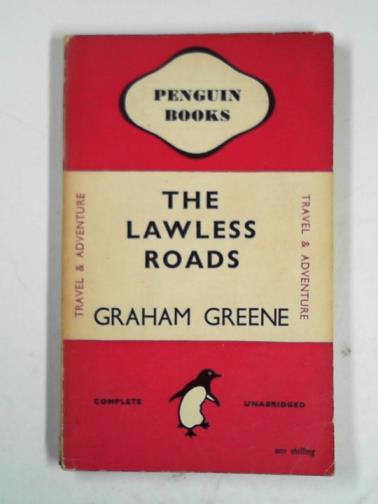 PENGUIN
BOOKS
THE
LAWLESS
ROADS
TRAVEL & ADVENTURE
TRAVEL & ADVENTURE
GRAHAM GREENE
COMPLETE
UNABRIDGED
one shilling